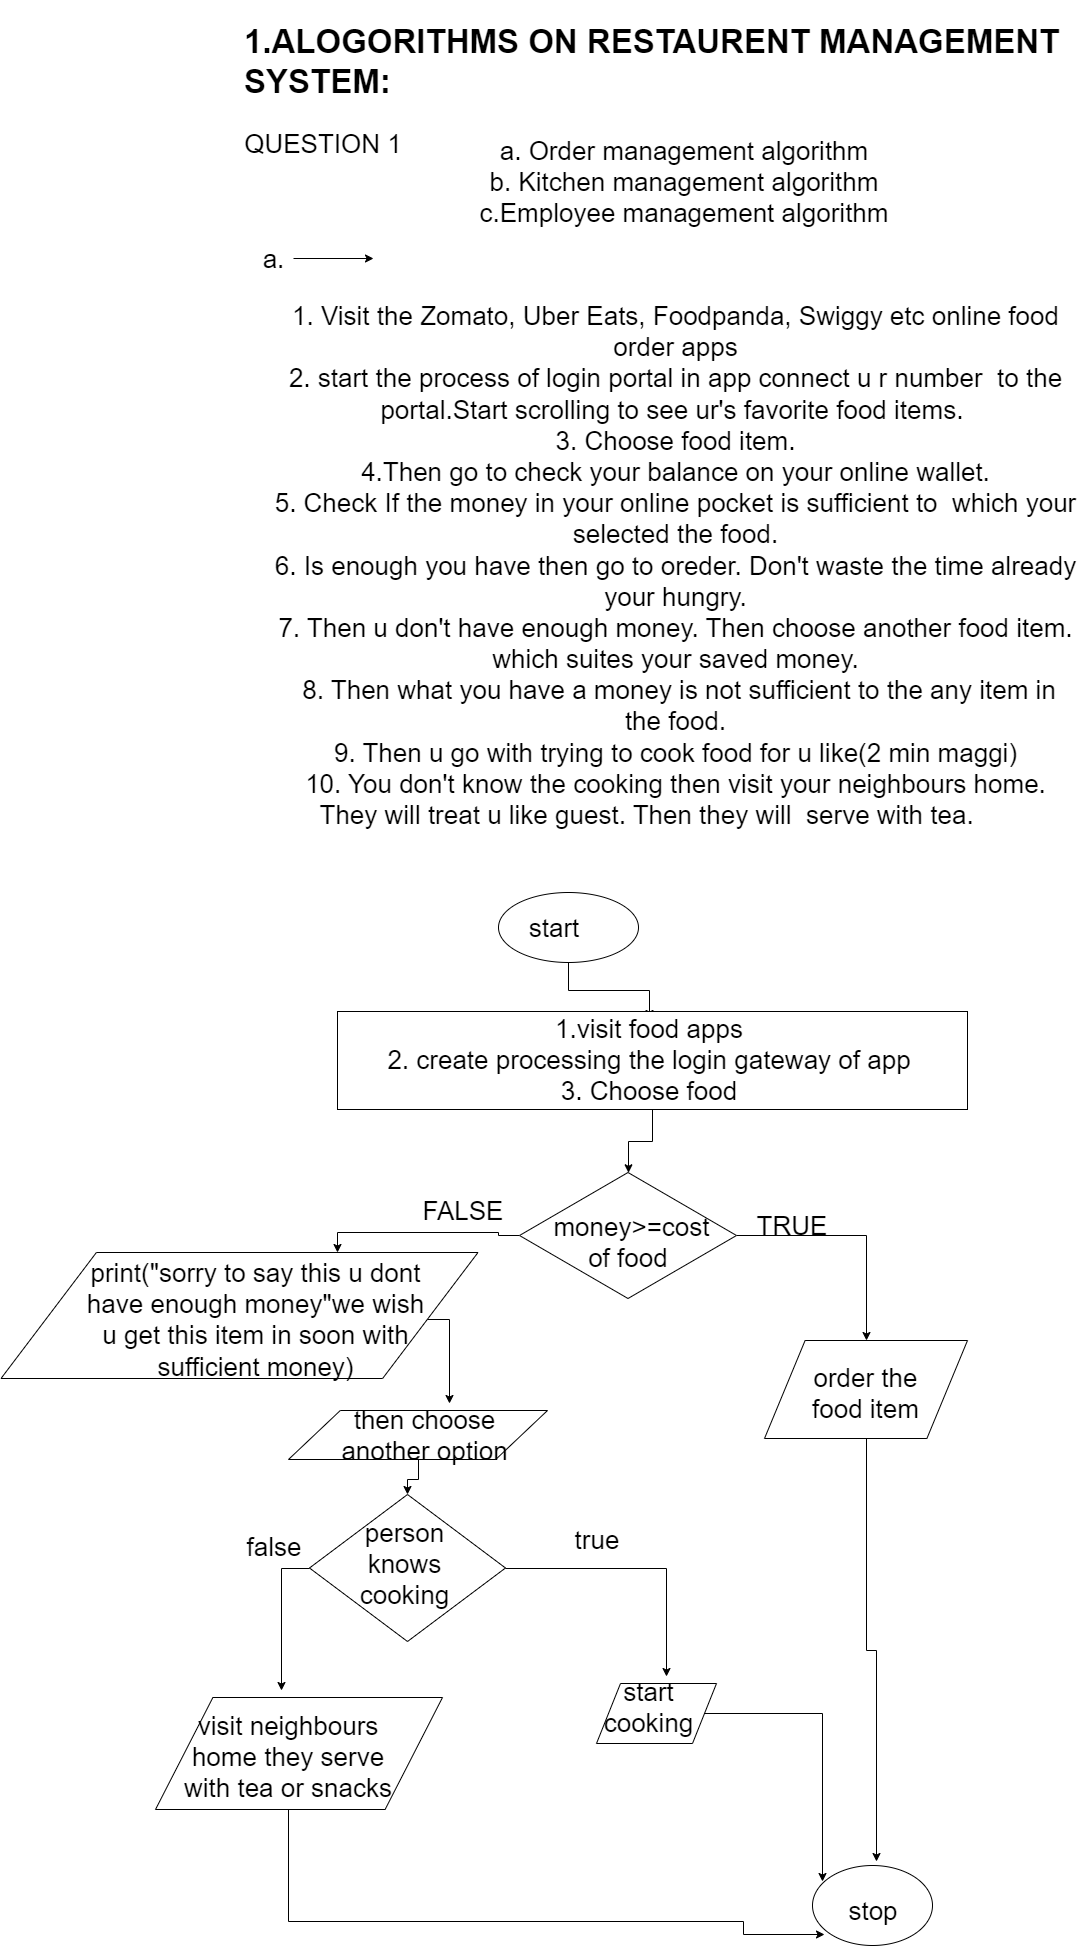 1.ALOGORITHMS ON RESTAURENT MANAGEMENT
SYSTEM:
QUESTION 1
a. Order management algorithm
b. Kitchen management algorithm
c.Employee management algorithm
a.
1. Visit the Zomato, Uber Eats, Foodpanda, Swiggy etc online food
order apps
2. start the process of login portal in app connect u r number  to the
portal.Start scrolling to see ur's favorite food items.
3. Choose food item.
4.Then go to check your balance on your online wallet.
5. Check If the money in your online pocket is sufficient to  which your
selected the food.
6. Is enough you have then go to oreder. Don't waste the time already
your hungry.
7. Then u don't have enough money. Then choose another food item.
which suites your saved money.
8. Then what you have a money is not sufficient to the any item in
the food.
9. Then u go with trying to cook food for u like(2 min maggi)
10. You don't know the cooking then visit your neighbours home.
They will treat u like guest. Then they will  serve with tea.
start
1.visit food apps
2. create processing the login gateway of app
3. Choose food
FALSE
money>=cost
of food
TRUE
print("sorry to say this u dont
have enough money"we wish
u get this item in soon with
sufficient money)
order the
food item
then choose
another option
false
person
knows
cooking
true
visit neighbours
home they serve
with tea or snacks
start
cooking
stop